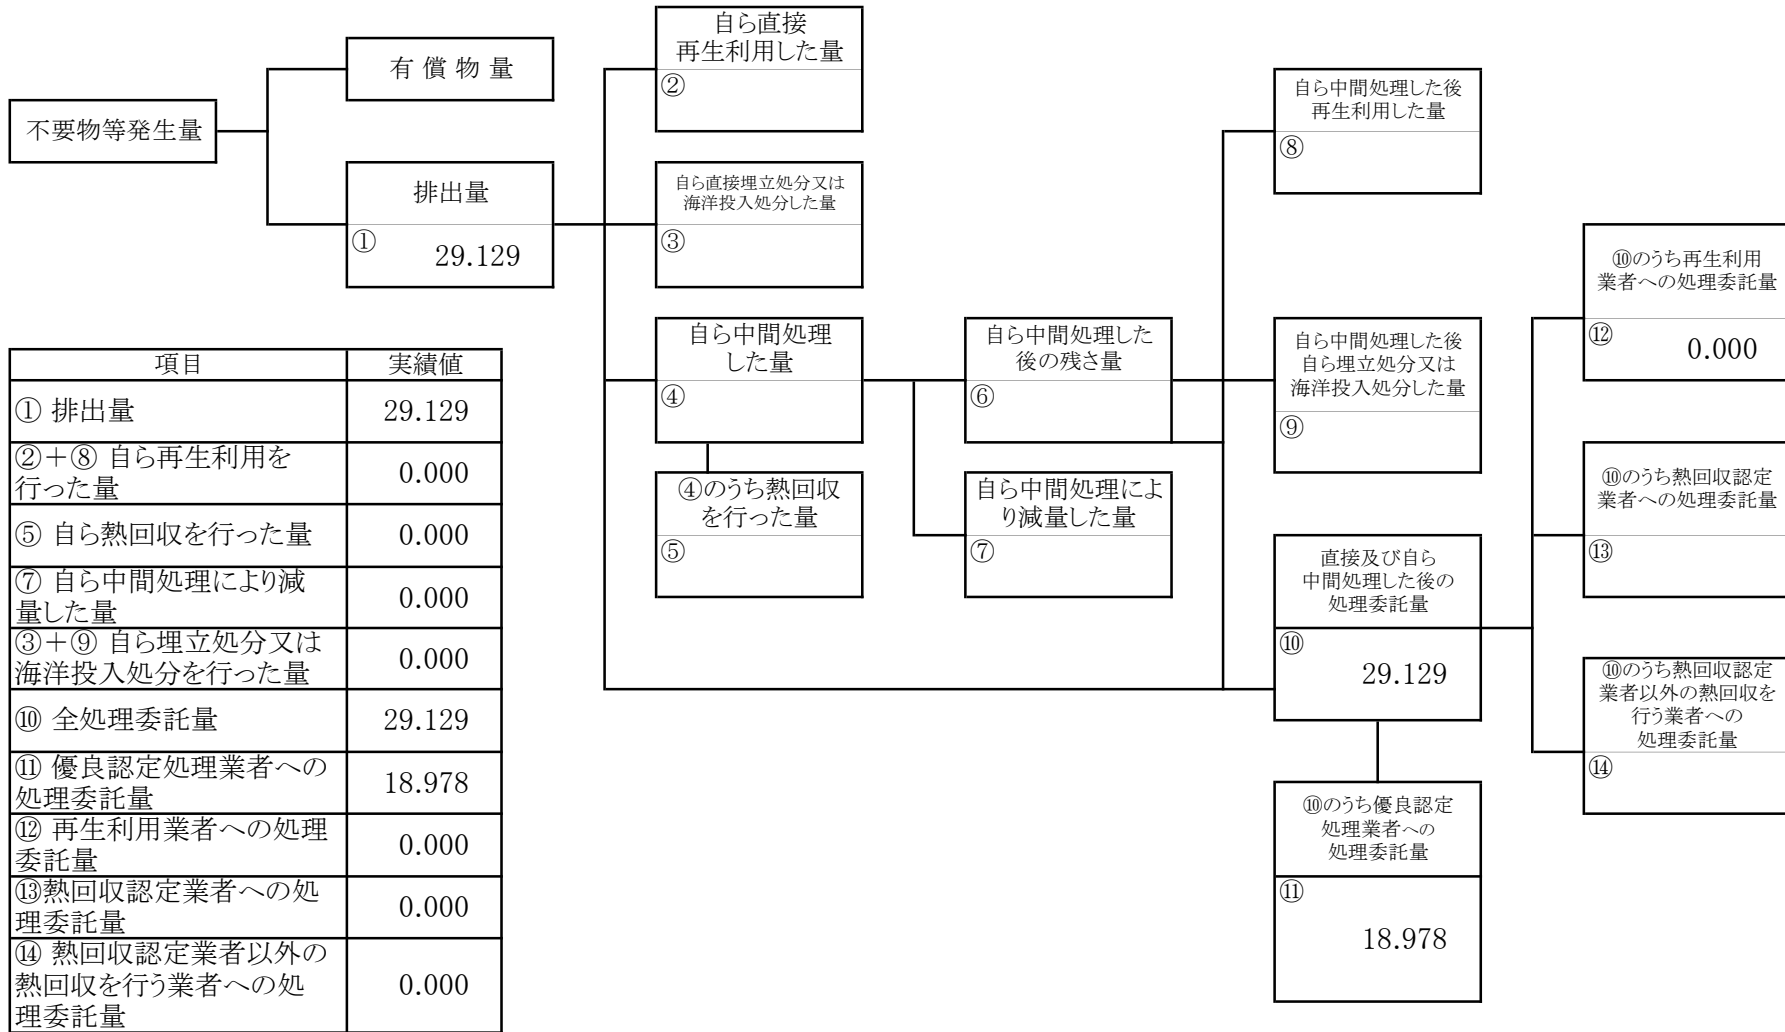 不要物等発生量
有 償 物 量
排出量
①
29.129
自ら直接
再生利用した量
②
自ら直接埋立処分又は
海洋投入処分した量
③
自ら中間処理
した量
④
④のうち熱回収
を行った量
⑤
自ら中間処理した
後の残さ量
⑥
自ら中間処理によ
り減量した量
⑦
自ら中間処理した後
再生利用した量
⑧
自ら中間処理した後
自ら埋立処分又は
海洋投入処分した量
⑨
直接及び自ら
中間処理した後の
処理委託量
⑩
29.129
⑩のうち優良認定
処理業者への
処理委託量
⑪
18.978
⑩のうち再生利用
業者への処理委託量
⑫
0.000
⑩のうち熱回収認定
業者への処理委託量
⑬
⑩のうち熱回収認定
業者以外の熱回収を
行う業者への
処理委託量
⑭
項目 実績値
① 排出量 29.129
②＋⑧ 自ら再生利用を
行った量 0.000
⑤ 自ら熱回収を行った量 0.000
⑦ 自ら中間処理により減
量した量 0.000
③＋⑨ 自ら埋立処分又は
海洋投入処分を行った量 0.000
⑩ 全処理委託量 29.129
⑪ 優良認定処理業者への
処理委託量 18.978
⑫ 再生利用業者への処理
委託量 0.000
⑬熱回収認定業者への処
理委託量 0.000
⑭ 熱回収認定業者以外の
熱回収を行う業者への処
理委託量 0.000